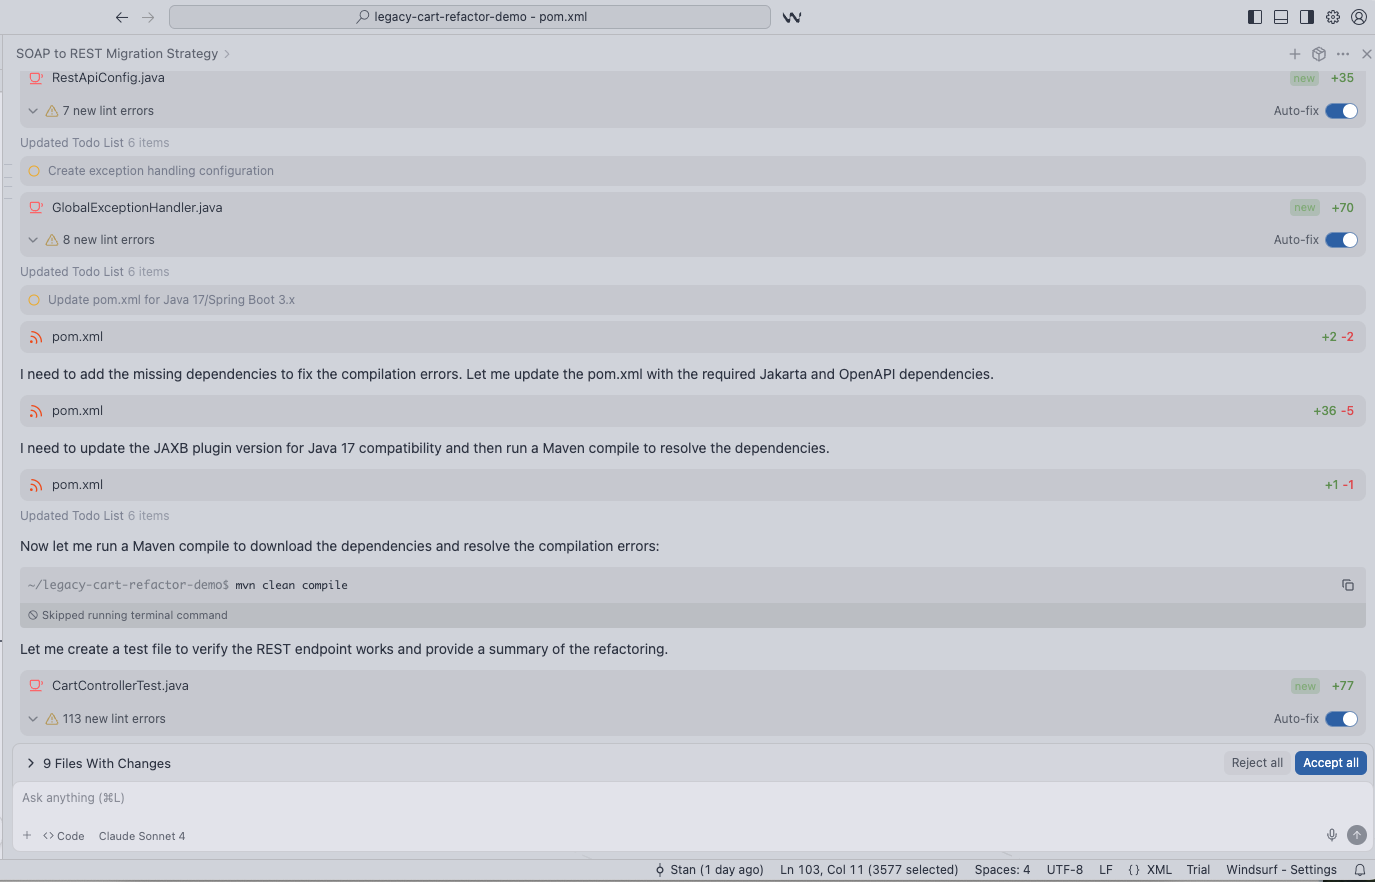 legacy-cart-refactor-demo - pom.xml
SOAP to REST Migration Strategy
RestApiConfig.java new +35
7 new lint errors Auto-fix
Updated Todo List 6 items
Create exception handling configuration
GlobalExceptionHandler.java new +70
8 new lint errors Auto-fix
Updated Todo List 6 items
Update pom.xml for Java 17/Spring Boot 3.x
pom.xml +2 -2
I need to add the missing dependencies to fix the compilation errors. Let me update the pom.xml with the required Jakarta and OpenAPI dependencies.
pom.xml +36 -5
I need to update the JAXB plugin version for Java 17 compatibility and then run a Maven compile to resolve the dependencies.
pom.xml +1 -1
Updated Todo List 6 items
Now let me run a Maven compile to download the dependencies and resolve the compilation errors:
~/legacy-cart-refactor-demo$ mvn clean compile
Skipped running terminal command
Let me create a test file to verify the REST endpoint works and provide a summary of the refactoring.
CartControllerTest.java new +77
113 new lint errors Auto-fix
9 Files With Changes Reject all Accept all
Ask anything (⌘L)
+ <> Code Claude Sonnet 4
Stan (1 day ago) Ln 103, Col 11 (3577 selected) Spaces: 4 UTF-8 LF {} XML Trial Windsurf - Settings